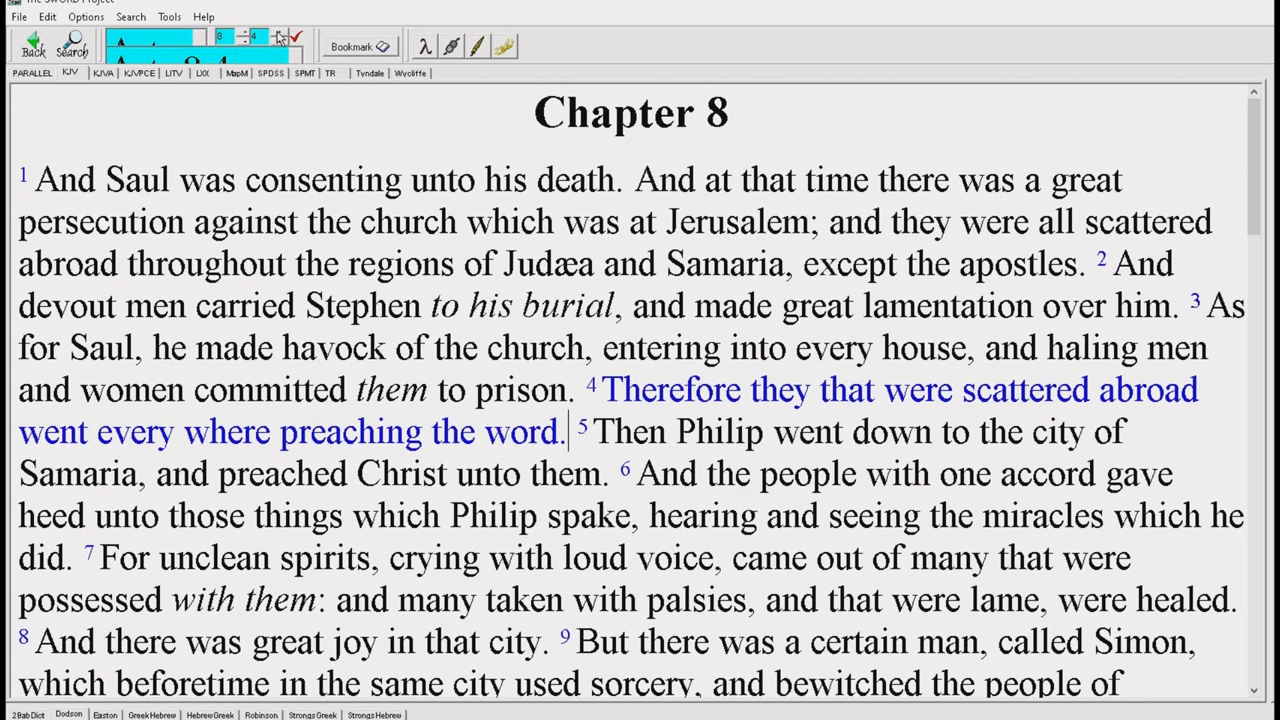 The SWORD Project
File Edit Options Search Tools Help
Back Search 8 4 Bookmark λ
PARALLEL KJV KJVA KJVPCE LITV LXX MapM SPDSS SPMT TR Tyndale Wycliffe
Chapter 8
1 And Saul was consenting unto his death. And at that time there was a great
persecution against the church which was at Jerusalem; and they were all scattered
abroad throughout the regions of Judæa and Samaria, except the apostles. 2 And
devout men carried Stephen to his burial, and made great lamentation over him. 3 As
for Saul, he made havock of the church, entering into every house, and haling men
and women committed them to prison. 4 Therefore they that were scattered abroad
went every where preaching the word. 5 Then Philip went down to the city of
Samaria, and preached Christ unto them. 6 And the people with one accord gave
heed unto those things which Philip spake, hearing and seeing the miracles which he
did. 7 For unclean spirits, crying with loud voice, came out of many that were
possessed with them: and many taken with palsies, and that were lame, were healed.
8 And there was great joy in that city. 9 But there was a certain man, called Simon,
which beforetime in the same city used sorcery, and bewitched the people of
2BabDict Dodson Easton GreekHebrew HebrewGreek Robinson StrongsGreek StrongsHebrew